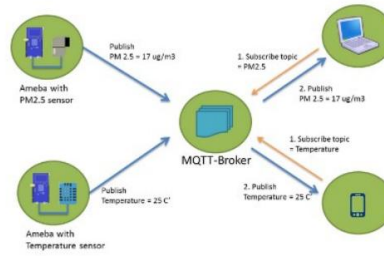 Ameba with
PM2.5 sensor
Publish
PM 2.5 = 17 ug/m3
1. Subscribe topic
= PM2.5
2. Publish
PM 2.5 = 17 ug/m3
MQTT-Broker
1. Subscribe topic
= Temperature
2. Publish
Temperature = 25 C'
Publish
Temperature = 25 C'
Ameba with
Temperature sensor